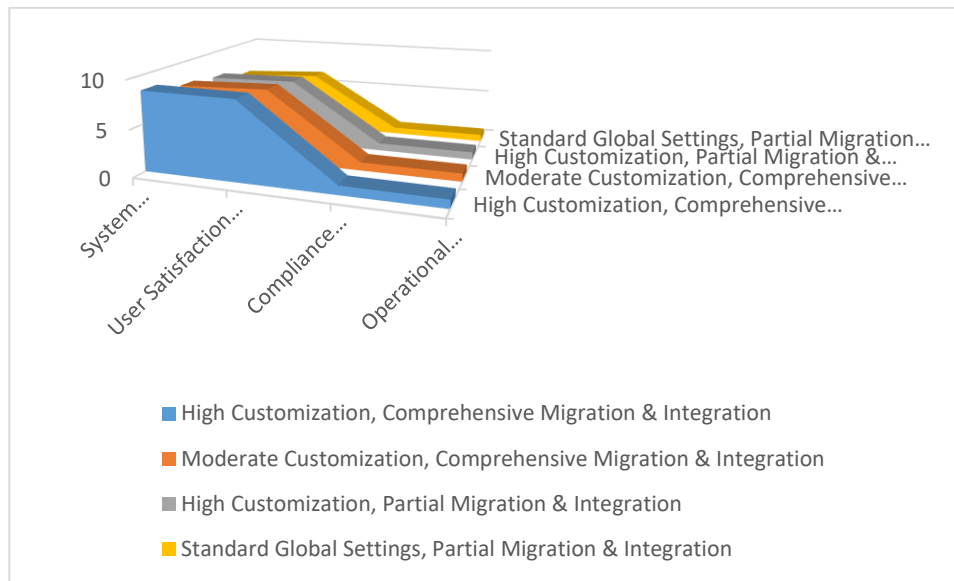 10
5
0
Standard Global Settings, Partial Migration...
High Customization, Partial Migration &...
Moderate Customization, Comprehensive...
High Customization, Comprehensive...
System...
User Satisfaction...
Compliance...
Operational...
High Customization, Comprehensive Migration & Integration
Moderate Customization, Comprehensive Migration & Integration
High Customization, Partial Migration & Integration
Standard Global Settings, Partial Migration & Integration